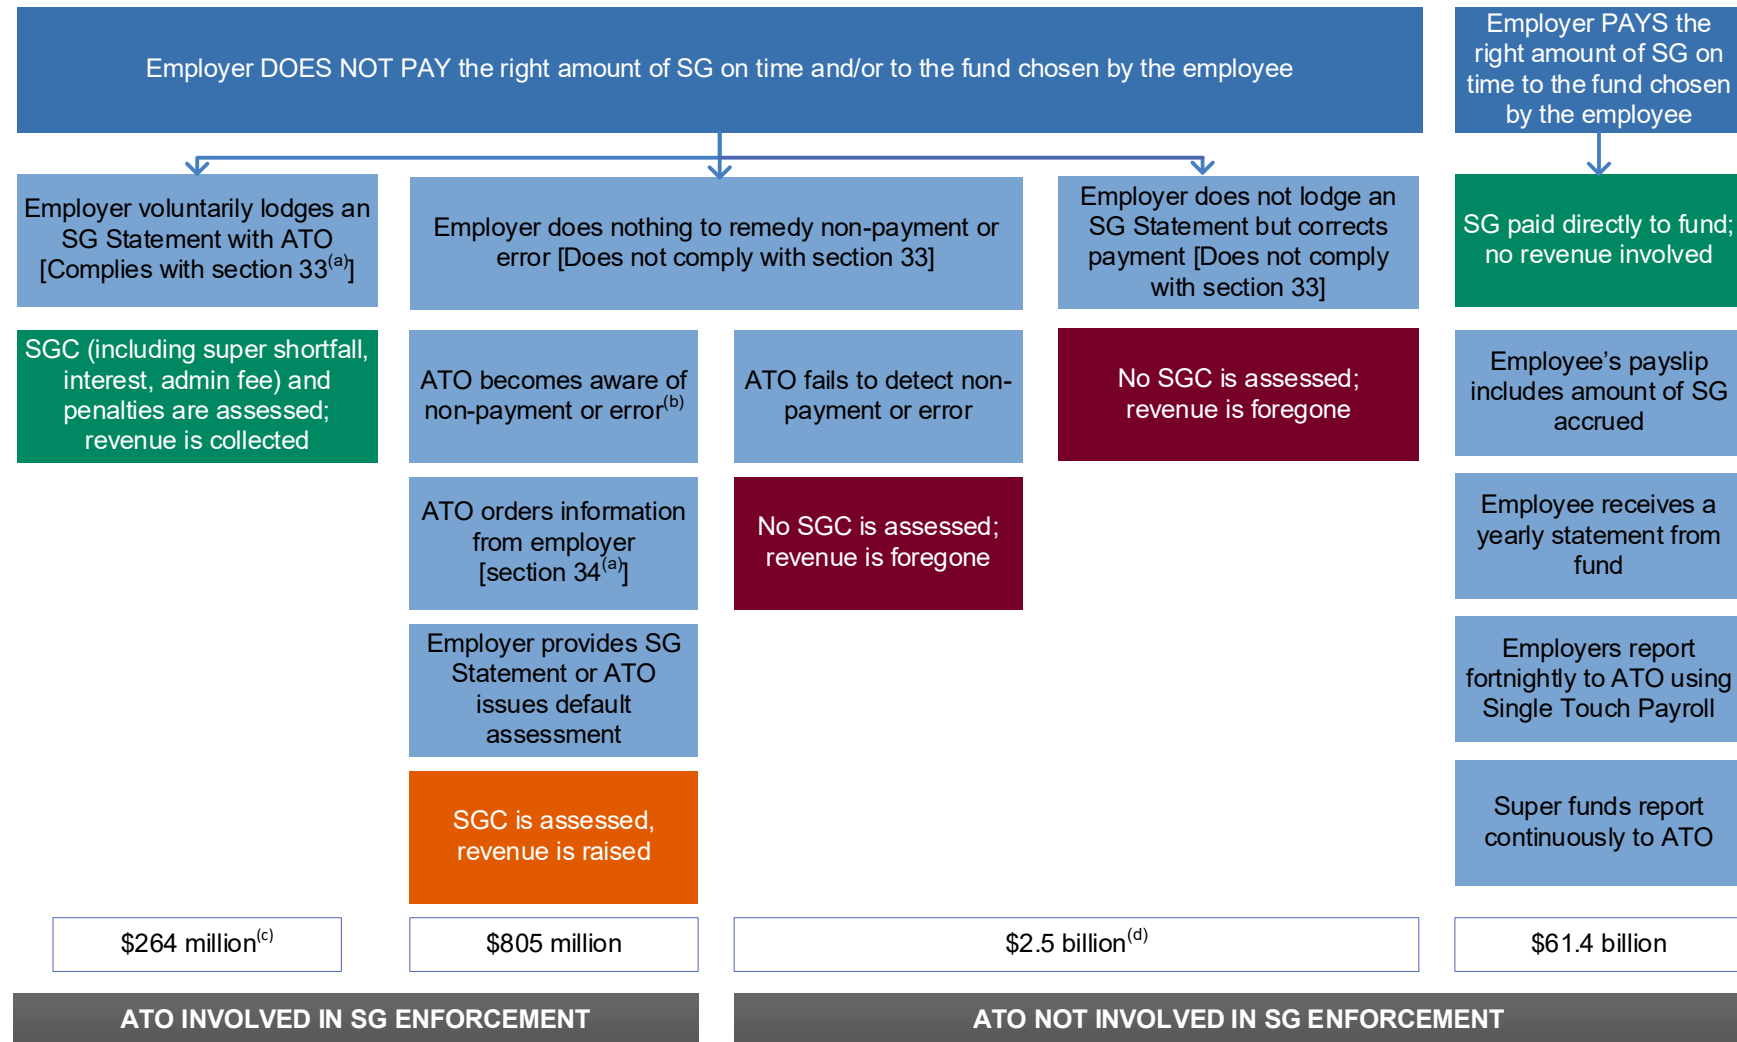 Employer DOES NOT PAY the right amount of SG on time and/or to the fund chosen by the employee
Employer PAYS the
right amount of SG on
time to the fund chosen
by the employee
Employer voluntarily lodges an
SG Statement with ATO
[Complies with section 33(a)]
Employer does nothing to remedy non-payment or
error [Does not comply with section 33]
Employer does not lodge an
SG Statement but corrects
payment [Does not comply
with section 33]
SG paid directly to fund;
no revenue involved
SGC (including super shortfall,
interest, admin fee) and
penalties are assessed;
revenue is collected
ATO becomes aware of
non-payment or error(b)
ATO fails to detect non-
payment or error
No SGC is assessed;
revenue is foregone
Employee’s payslip
includes amount of SG
accrued
ATO orders information
from employer
[section 34(a)]
No SGC is assessed;
revenue is foregone
Employee receives a
yearly statement from
fund
Employer provides SG
Statement or ATO
issues default
assessment
Employers report
fortnightly to ATO using
Single Touch Payroll
SGC is assessed,
revenue is raised
Super funds report
continuously to ATO
$264 million(c)
$805 million
$2.5 billion(d)
$61.4 billion
ATO INVOLVED IN SG ENFORCEMENT
ATO NOT INVOLVED IN SG ENFORCEMENT